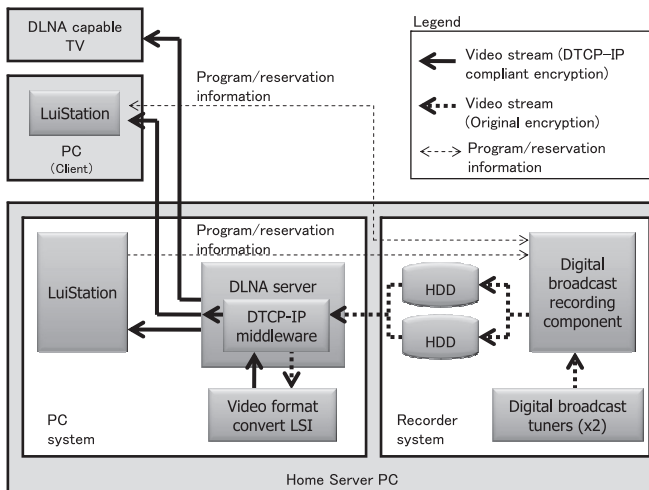 DLNA capable
TV
LuiStation
PC
(Client)
Program/reservation
information
Legend
Video stream (DTCP-IP
compliant encryption)
Video stream
(Original encryption)
Program/reservation
information
Program/reservation
information
LuiStation
DLNA server
DTCP-IP
middleware
Video format
convert LSI
PC
system
HDD
HDD
Digital
broadcast
recording
component
Digital broadcast
tuners (x2)
Recorder
system
Home Server PC